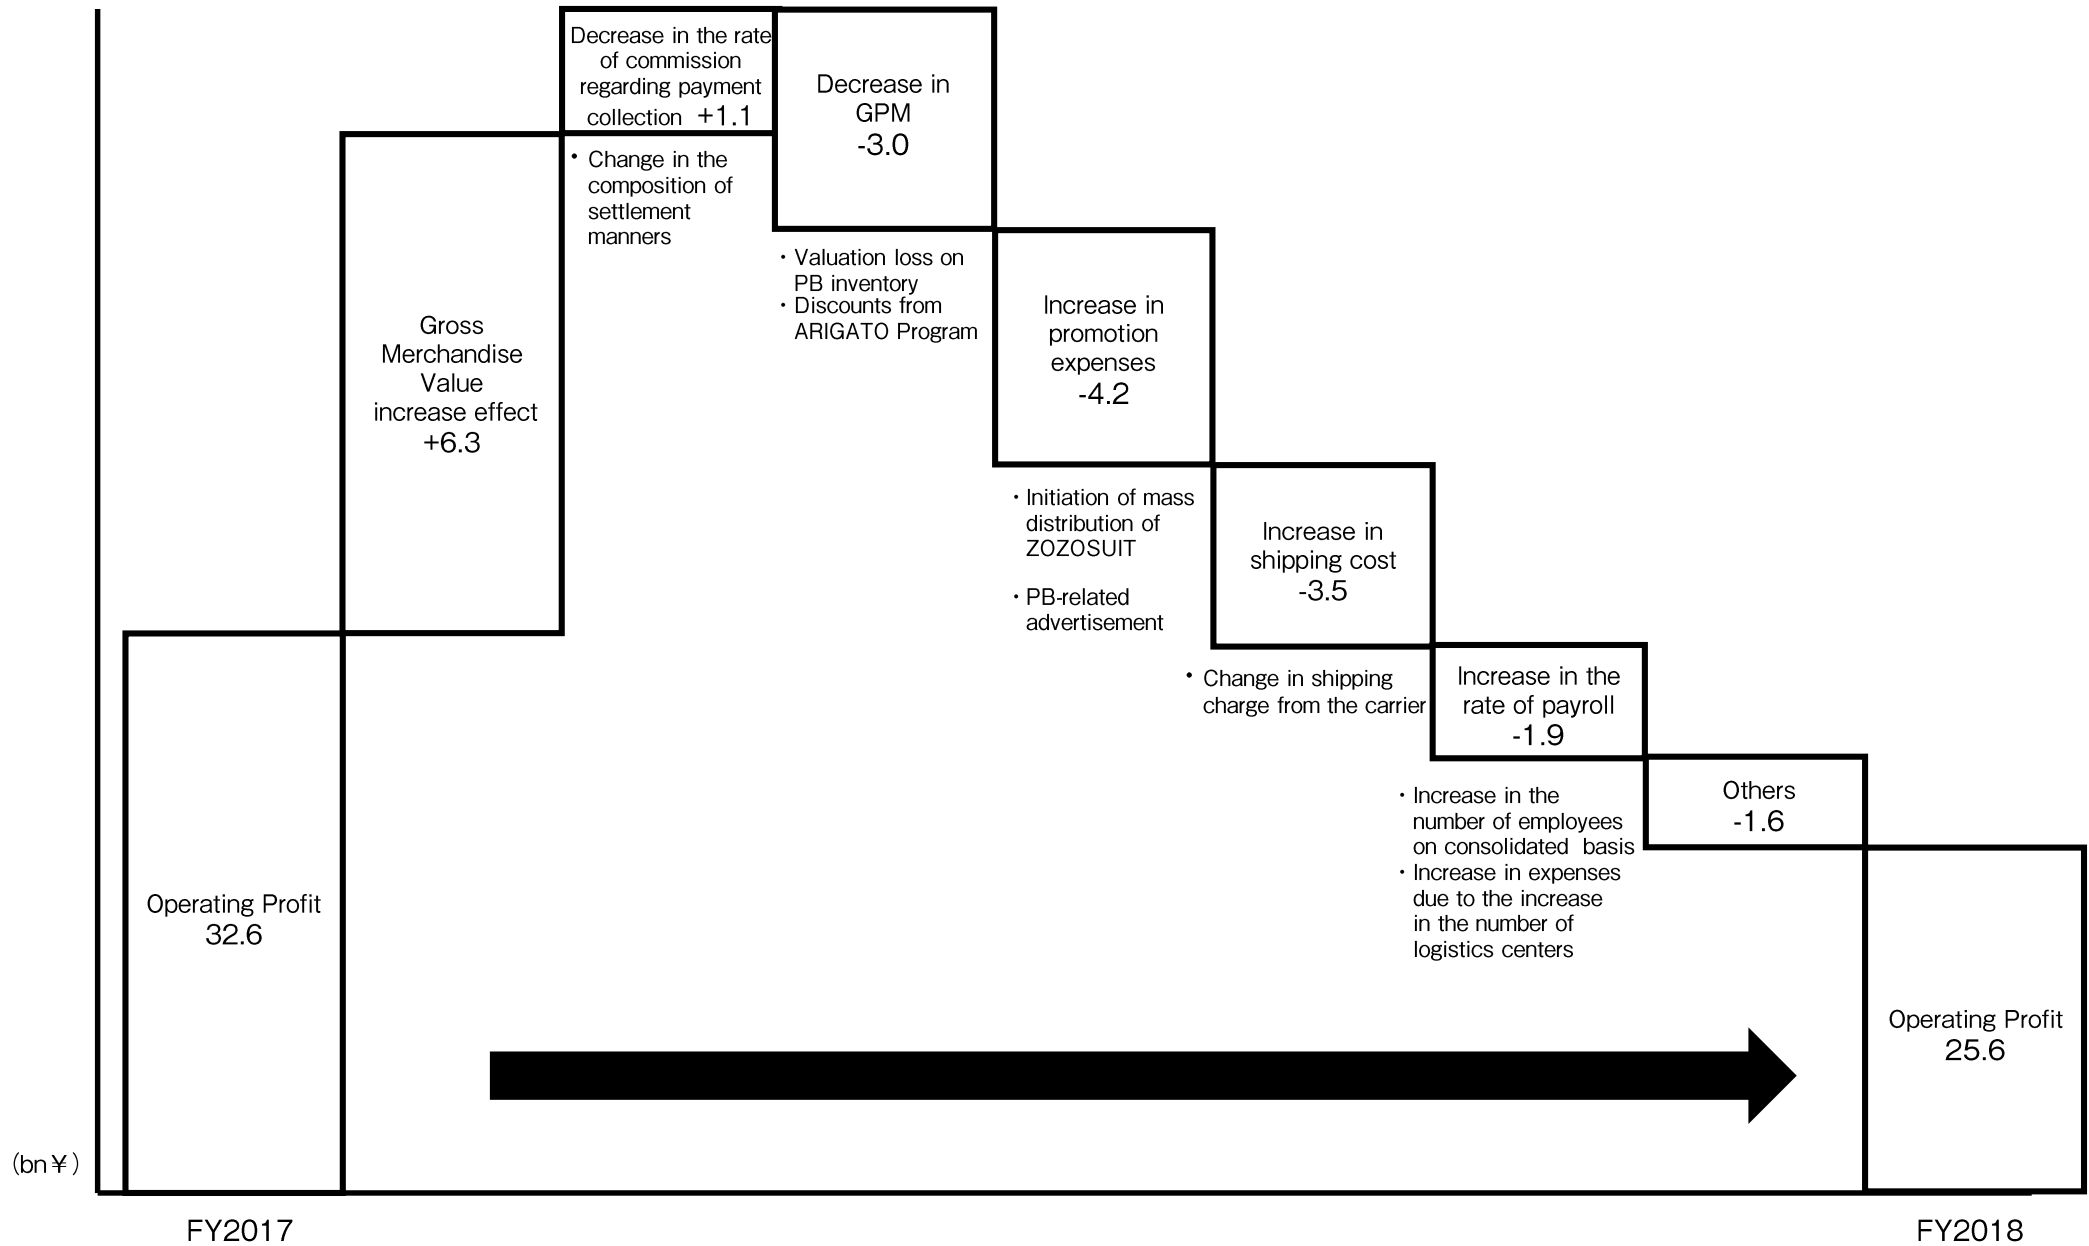 Decrease in the rate
of commission
regarding payment
collection +1.1
・Change in the
composition of
settlement
manners
Decrease in
GPM
-3.0
・Valuation loss on
PB inventory
・Discounts from
ARIGATO Program
Gross
Merchandise
Value
increase effect
+6.3
Increase in
promotion
expenses
-4.2
・Initiation of mass
distribution of
ZOZOSUIT
・PB-related
advertisement
Increase in
shipping cost
-3.5
・Change in shipping
charge from the carrier
Increase in the
rate of payroll
-1.9
・Increase in the
number of employees
on consolidated basis
・Increase in expenses
due to the increase
in the number of
logistics centers
Others
-1.6
Operating Profit
32.6
Operating Profit
25.6
(bn¥)
FY2017
FY2018